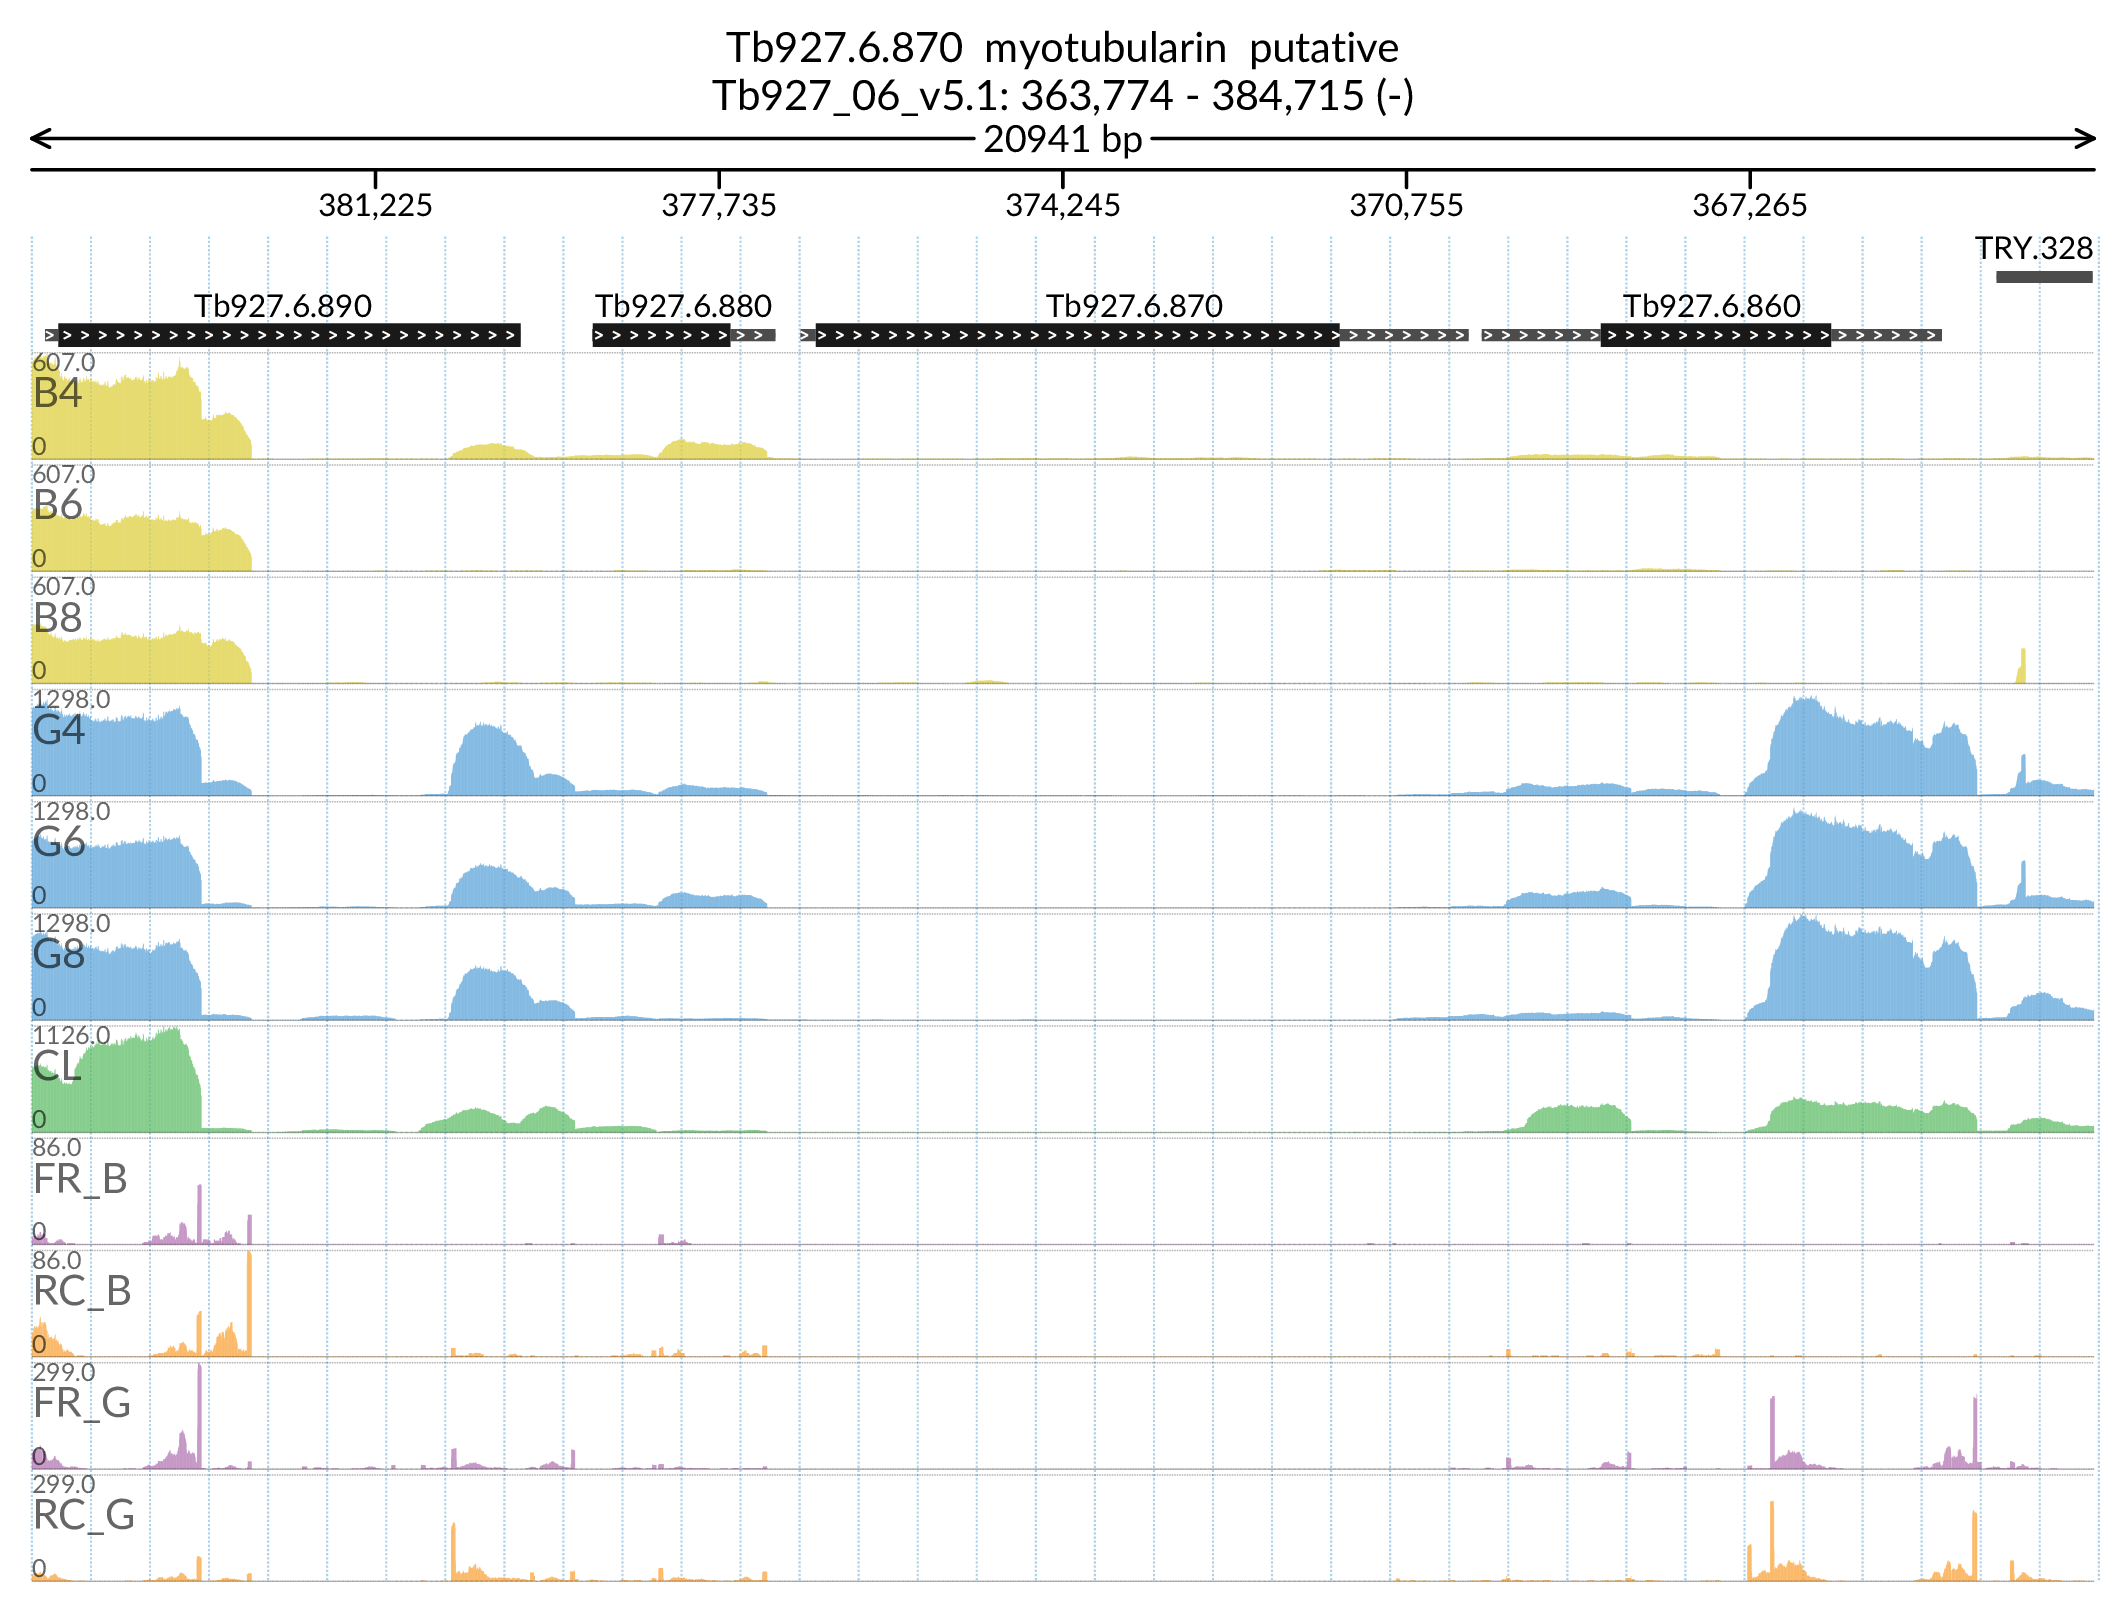 Tb927.6.870 myotubularin putative
Tb927_06_v5.1: 363,774 - 384,715 (-)
20941 bp
381,225 377,735 374,245 370,755 367,265
TRY.328
Tb927.6.890 Tb927.6.880 Tb927.6.870 Tb927.6.860
607.0
B4
0
607.0
B6
0
607.0
B8
0
1298.0
G4
0
1298.0
G6
0
1298.0
G8
0
1126.0
CL
0
86.0
FR_B
0
86.0
RC_B
0
299.0
FR_G
0
299.0
RC_G
0